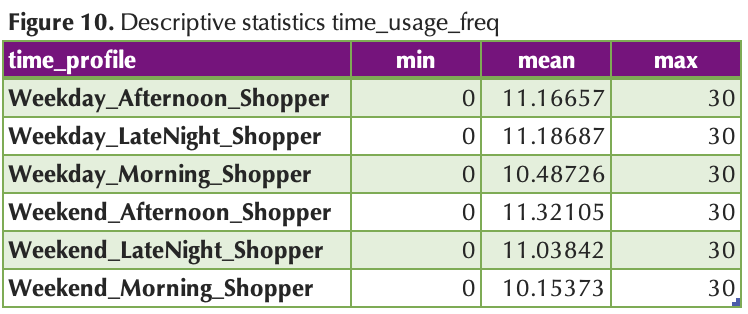 Figure 10. Descriptive statistics time_usage_freq
time_profile min mean max
Weekday_Afternoon_Shopper 0 11.16657 30
Weekday_LateNight_Shopper 0 11.18687 30
Weekday_Morning_Shopper 0 10.48726 30
Weekend_Afternoon_Shopper 0 11.32105 30
Weekend_LateNight_Shopper 0 11.03842 30
Weekend_Morning_Shopper 0 10.15373 30